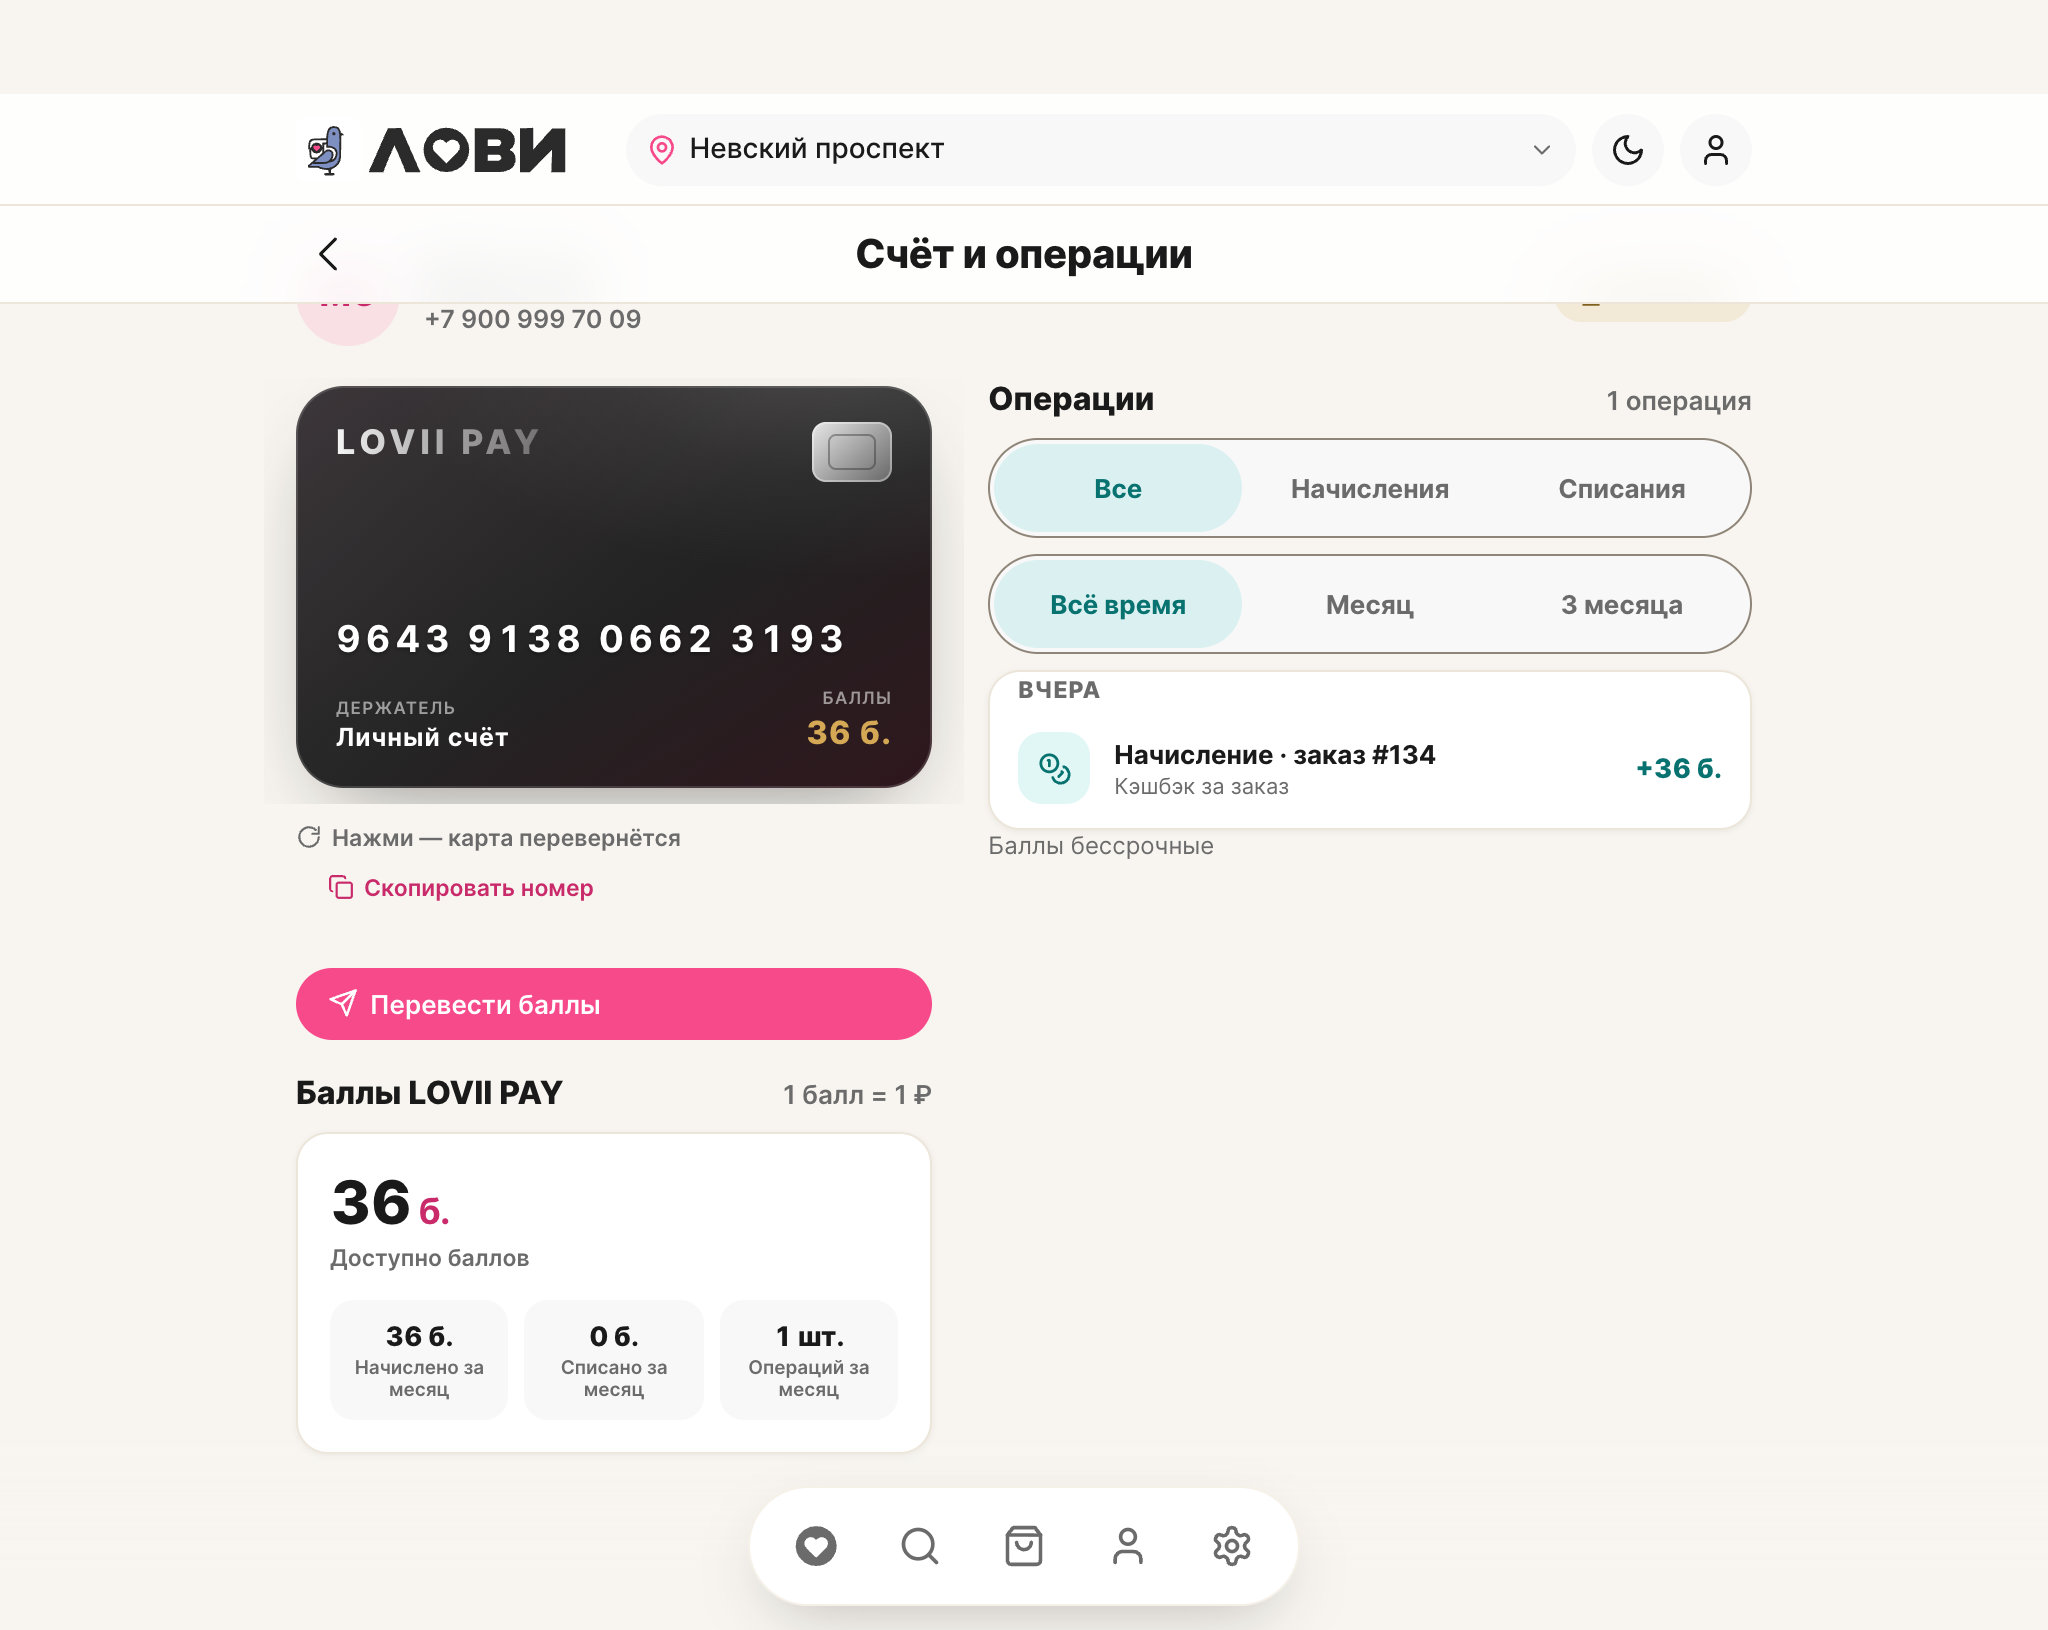 ЛОВИ
Невский проспект
Счёт и операции
+7 900 999 70 09
LOVII PAY
9643 9138 0662 3193
ДЕРЖАТЕЛЬ
Личный счёт
БАЛЛЫ
36 б.
Нажми — карта перевернётся
Скопировать номер
Перевести баллы
Баллы LOVII PAY
1 балл = 1 ₽
36 б.
Доступно баллов
36 б.
Начислено за
месяц
0 б.
Списано за
месяц
1 шт.
Операций за
месяц
Операции
1 операция
Все
Начисления
Списания
Всё время
Месяц
3 месяца
ВЧЕРА
Начисление · заказ #134
Кэшбэк за заказ
+36 б.
Баллы бессрочные